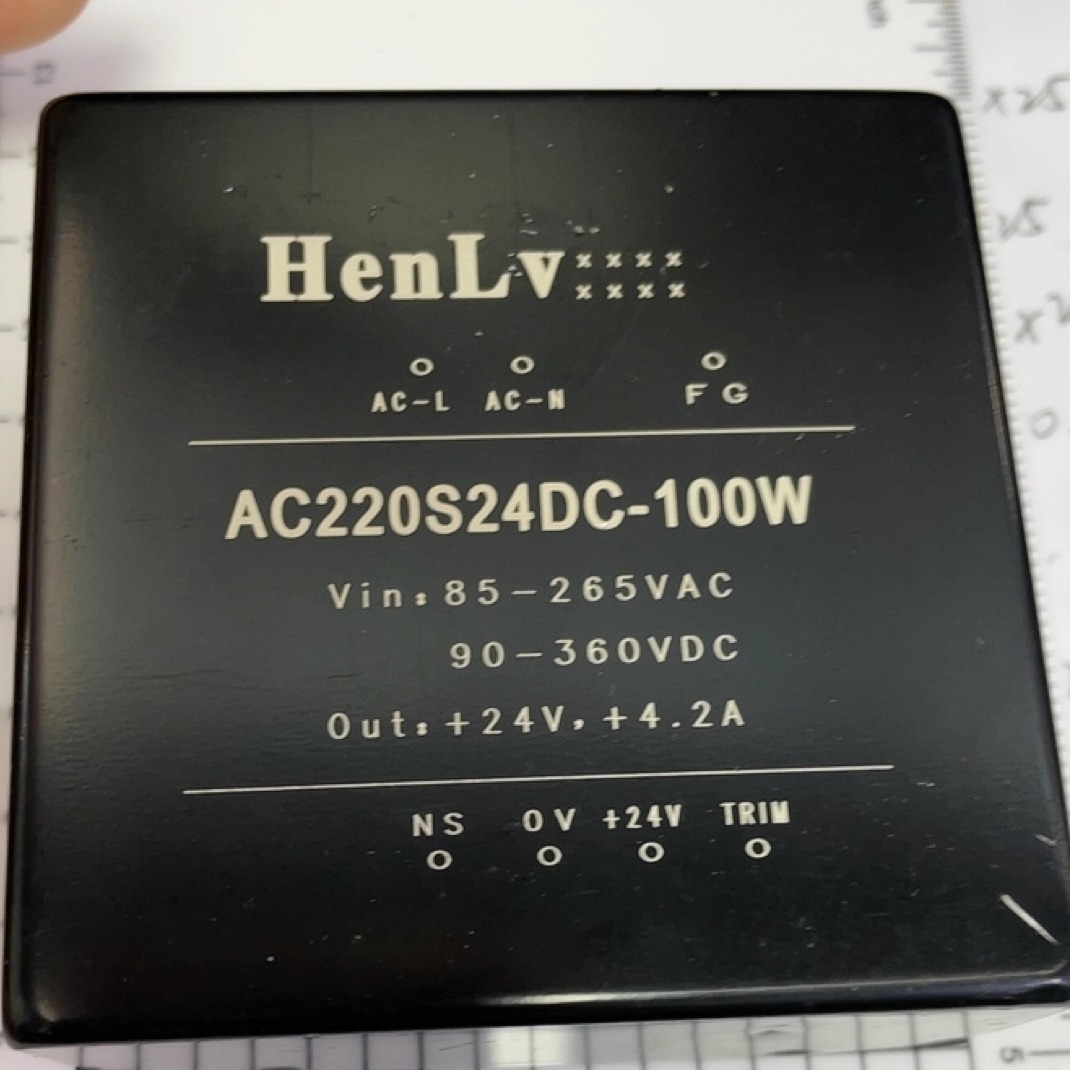 HenLv
AC-L AC-N FG
AC220S24DC-100W
Vin:85-265VAC
90-360VDC
Out:+24V,+4.2A
NS 0V +24V TRIM
x25